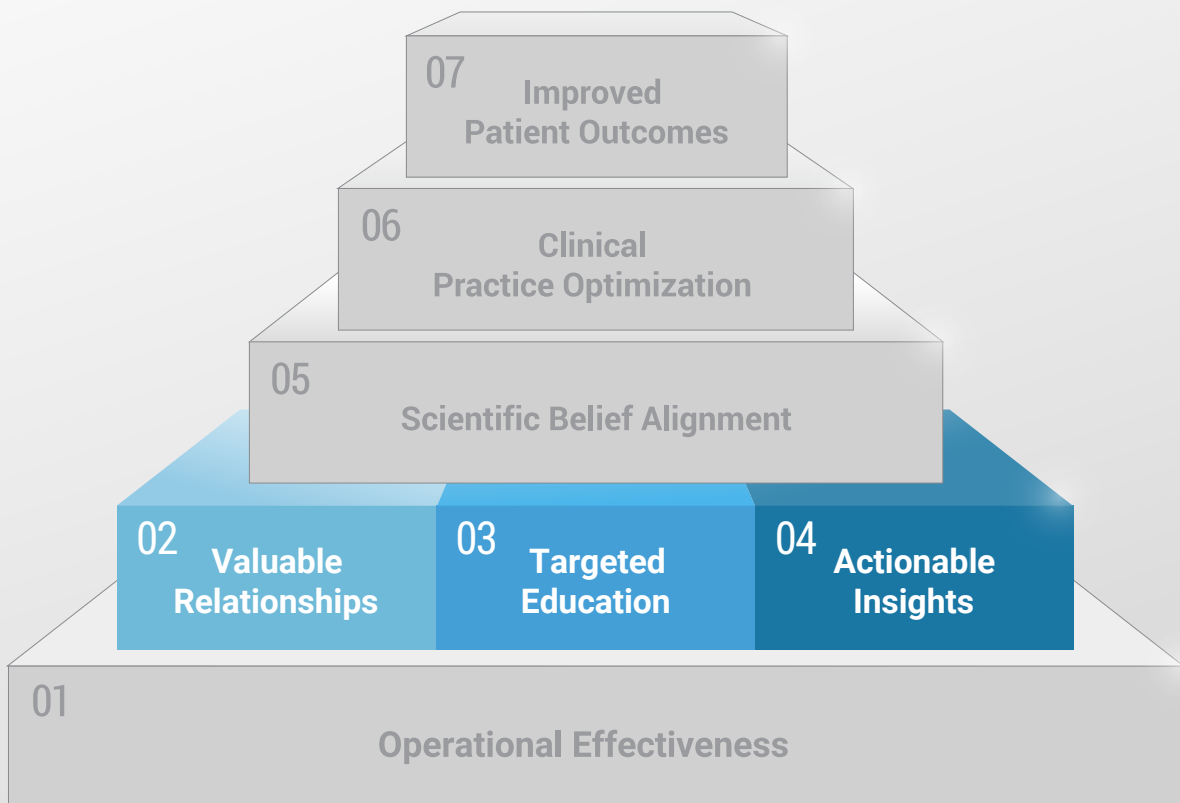 07
Improved
Patient Outcomes
06
Clinical
Practice Optimization
05
Scientific Belief Alignment
02
Valuable
Relationships
03
Targeted
Education
04
Actionable
Insights
01
Operational Effectiveness